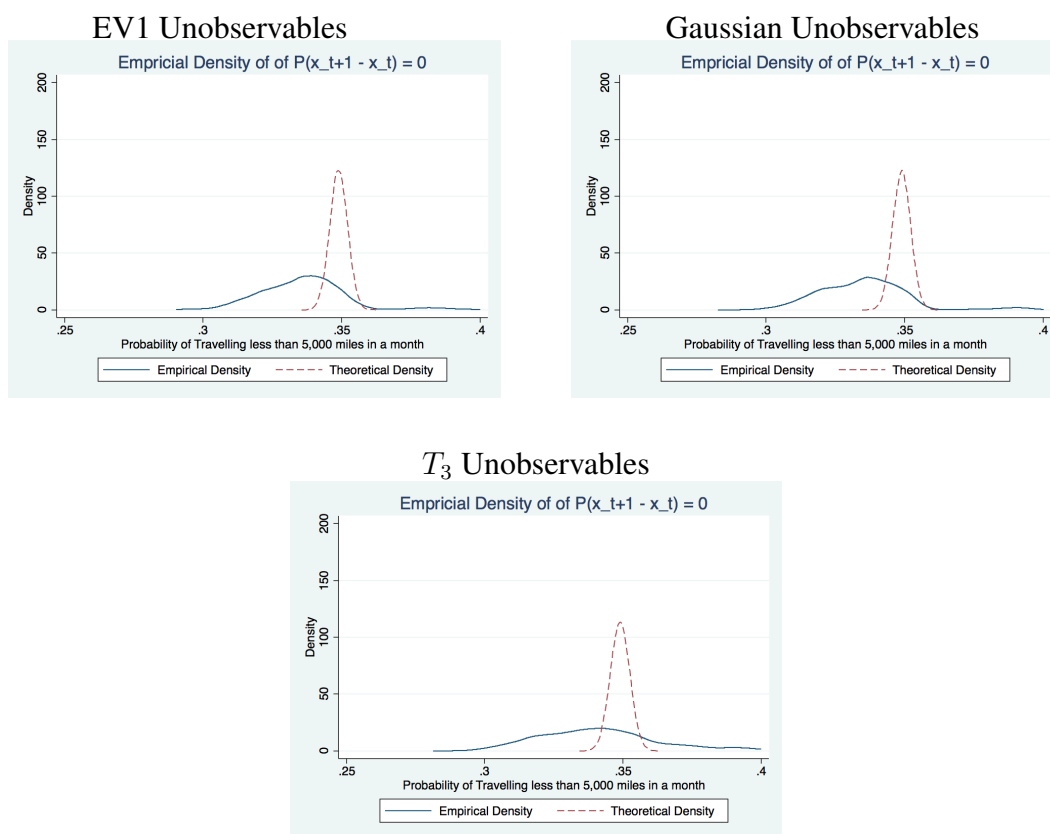 EV1 Unobservables
Empricial Density of of P(x_t+1 - x_t) = 0
200
150
100
50
0
Density
.25 .3 .35 .4
Probability of Travelling less than 5,000 miles in a month
Empirical Density Theoretical Density
Gaussian Unobservables
Empricial Density of of P(x_t+1 - x_t) = 0
200
150
100
50
0
Density
.25 .3 .35 .4
Probability of Travelling less than 5,000 miles in a month
Empirical Density Theoretical Density
T₃ Unobservables
Empricial Density of of P(x_t+1 - x_t) = 0
200
150
100
50
0
Density
.25 .3 .35 .4
Probability of Travelling less than 5,000 miles in a month
Empirical Density Theoretical Density